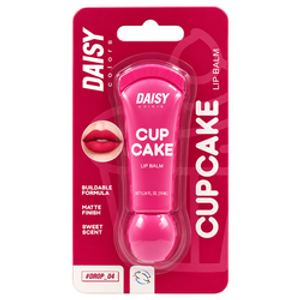 DAISY
colors
BUILDABLE
FORMULA
MATTE
FINISH
SWEET
SCENT
#DROP_04
DAISY
colors
CUP
CAKE
LIP BALM
CUPCAKE
LIP BALM